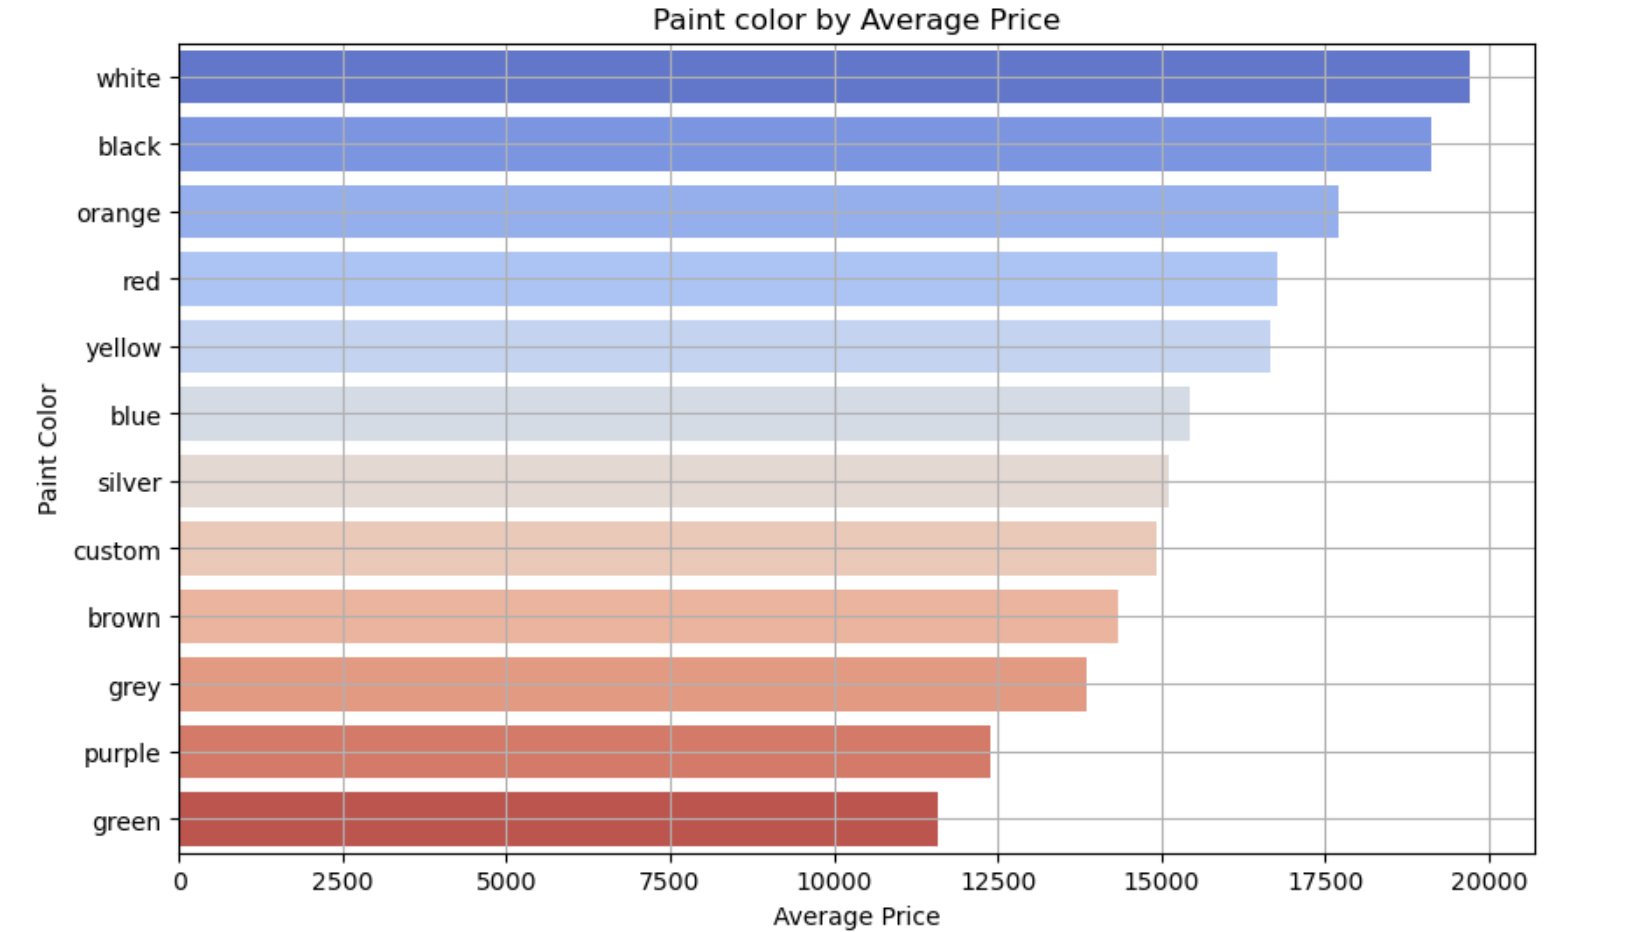 Paint color by Average Price
white
black
orange
red
yellow
blue
silver
custom
brown
grey
purple
green
Paint Color
0 2500 5000 7500 10000 12500 15000 17500 20000
Average Price